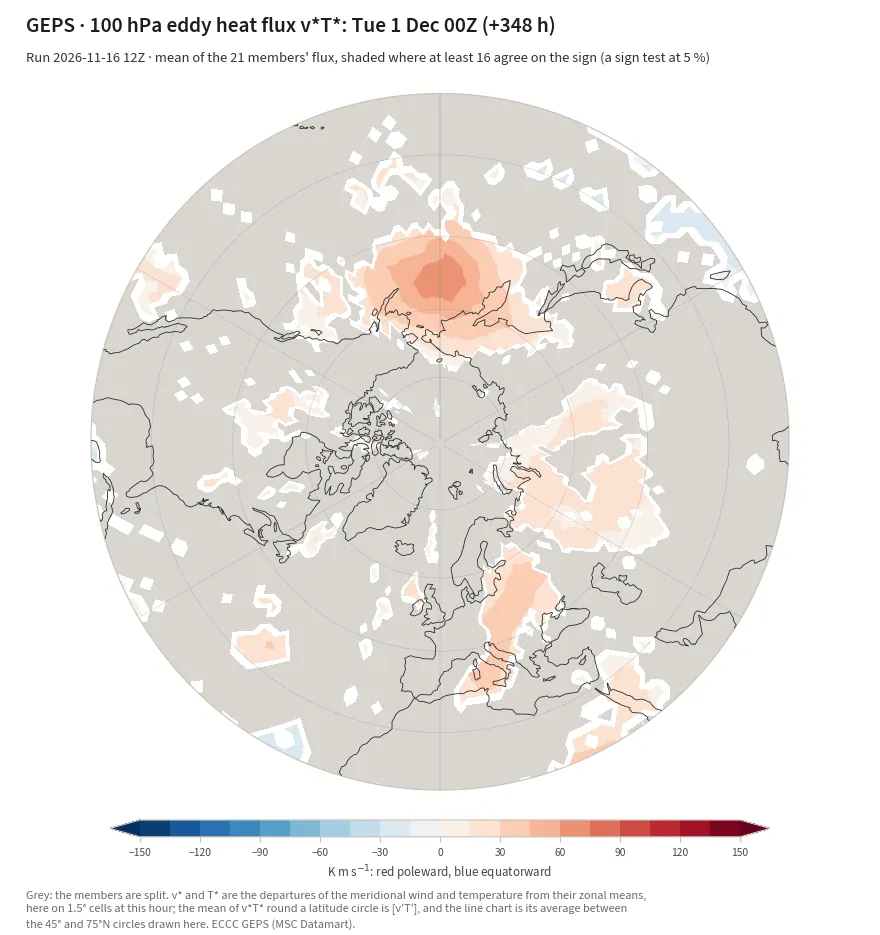 GEPS · 100 hPa eddy heat flux v*T*: Tue 1 Dec 00Z (+348 h)
Run 2026-11-16 12Z · mean of the 21 members' flux, shaded where at least 16 agree on the sign (a sign test at 5 %)
−150 −120 −90 −60 −30 0 30 60 90 120 150
K m s⁻¹: red poleward, blue equatorward
Grey: the members are split. v* and T* are the departures of the meridional wind and temperature from their zonal means,
here on 1.5° cells at this hour; the mean of v*T* round a latitude circle is [v′T′], and the line chart is its average between
the 45° and 75°N circles drawn here. ECCC GEPS (MSC Datamart).